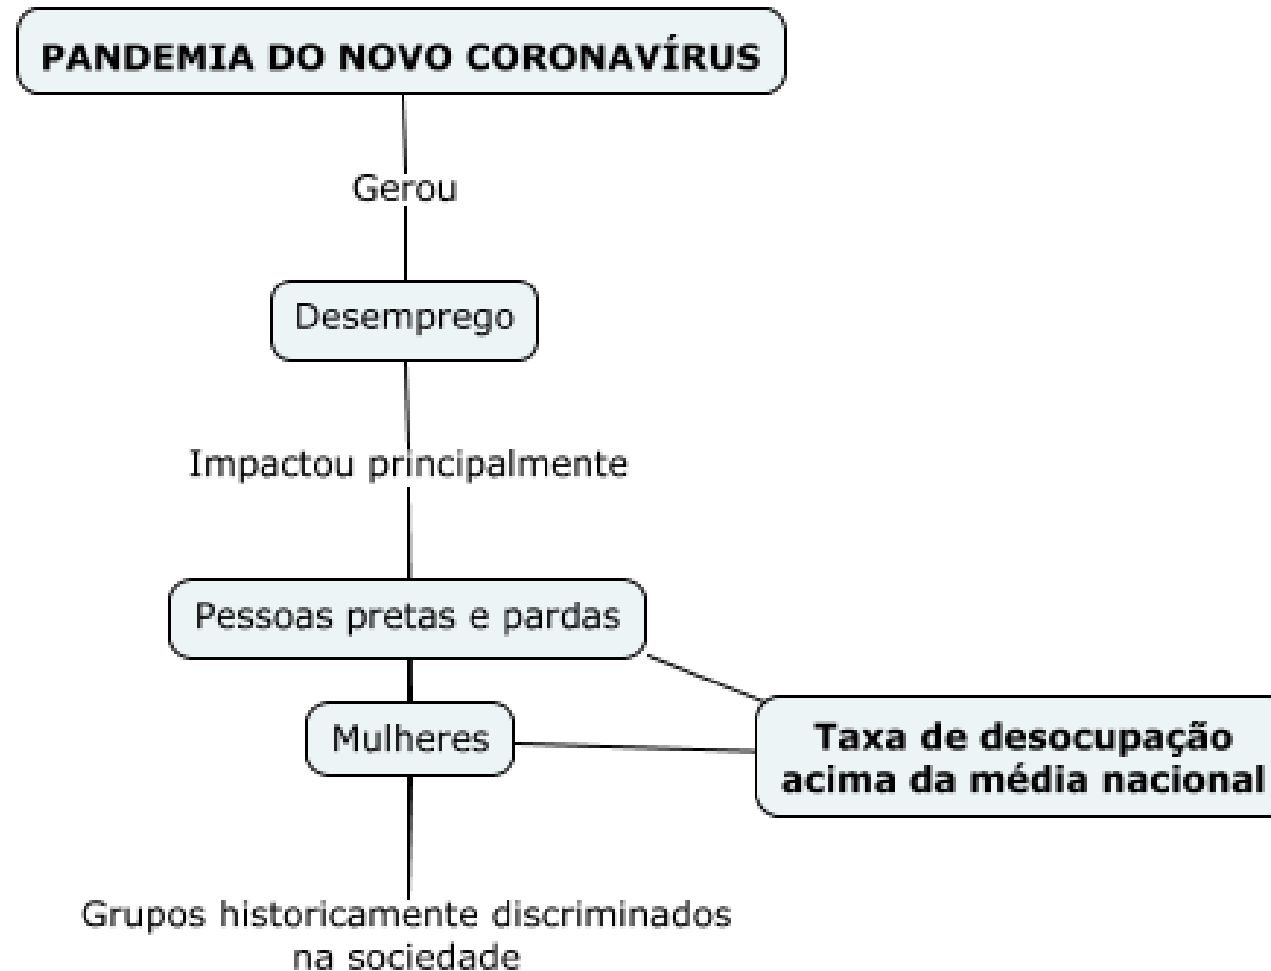 PANDEMIA DO NOVO CORONAVÍRUS
Gerou
Desemprego
Impactou principalmente
Pessoas pretas e pardas
Mulheres
Taxa de desocupação
acima da média nacional
Grupos historicamente discriminados
na sociedade